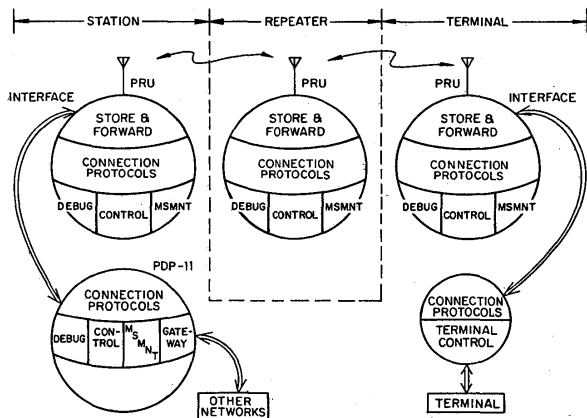 STATION
REPEATER
TERMINAL
PRU
PRU
PRU
INTERFACE
INTERFACE
STORE &
FORWARD
CONNECTION
PROTOCOLS
DEBUG
CONTROL
MSMNT
STORE &
FORWARD
CONNECTION
PROTOCOLS
DEBUG
CONTROL
MSMNT
STORE &
FORWARD
CONNECTION
PROTOCOLS
DEBUG
CONTROL
MSMNT
PDP-11
CONNECTION
PROTOCOLS
DEBUG
CON-
TROL
MSMNT
GATE-
WAY
OTHER
NETWORKS
CONNECTION
PROTOCOLS
TERMINAL
CONTROL
TERMINAL